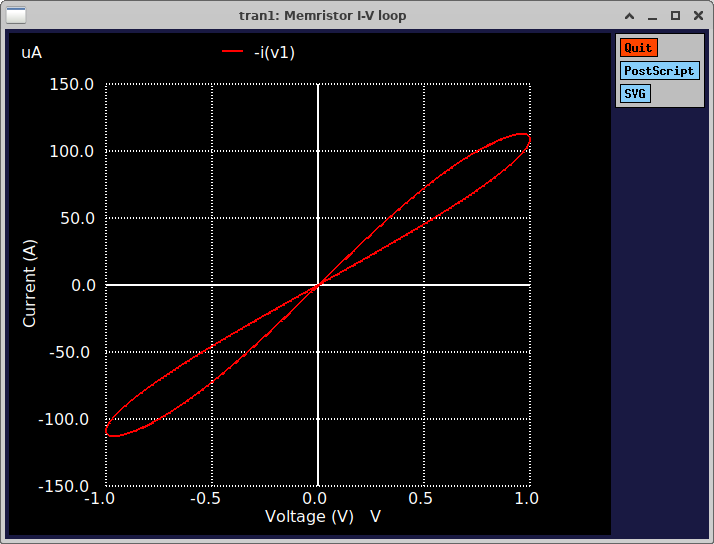 tran1: Memristor I-V loop
uA
-i(v1)
Quit
PostScript
SVG
150.0
100.0
50.0
0.0
-50.0
-100.0
-150.0
Current (A)
-1.0 -0.5 0.0 0.5 1.0
Voltage (V) V